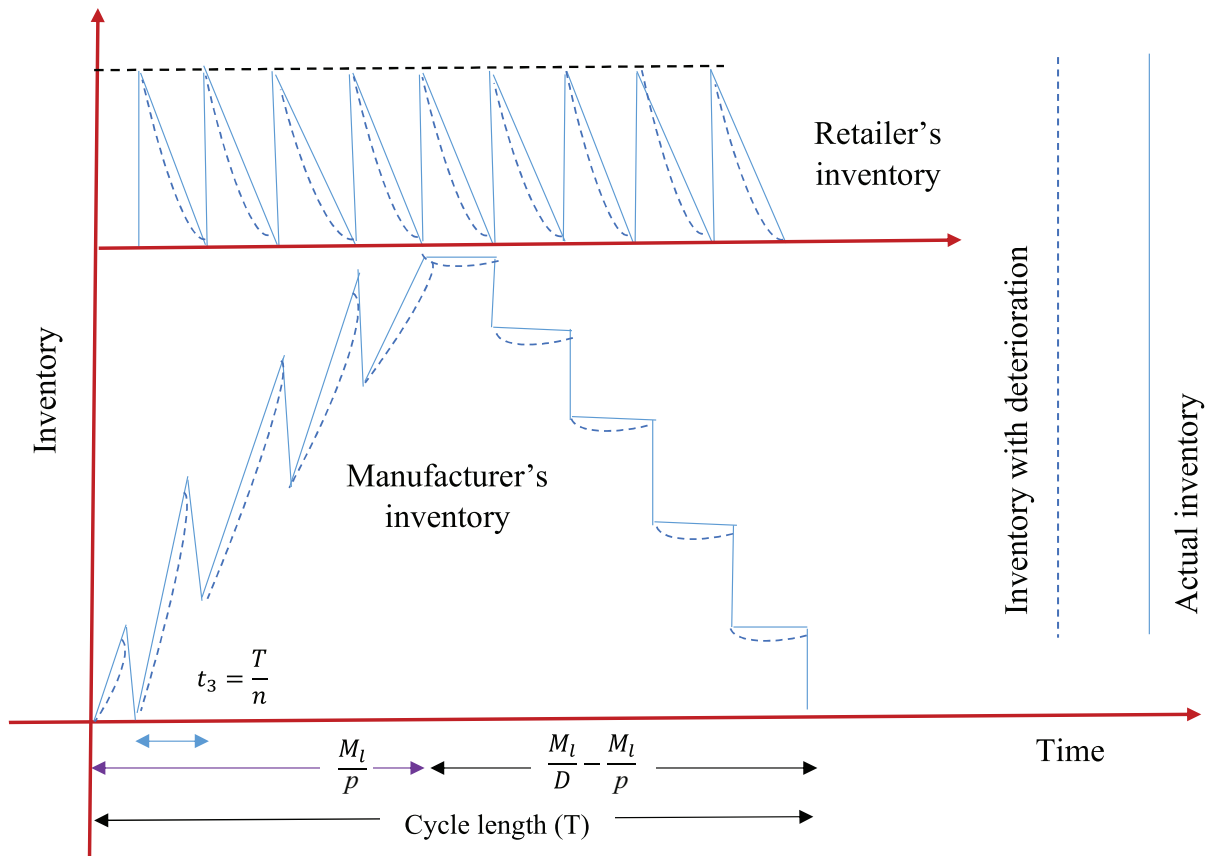 Retailer’s
inventory
Inventory
Manufacturer’s
inventory
Inventory with deterioration
Actual inventory
t₃ = T/n
Time
M_l/p
M_l/D − M_l/p
Cycle length (T)